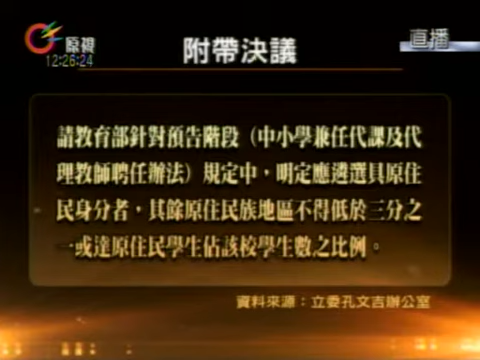 原視
直播
12:26:24
附帶決議
請教育部針對預告階段（中小學兼任代課及代
理教師聘任辦法）規定中，明定應遴選具原住
民身分者，其餘原住民族地區不得低於三分之
一或達原住民學生佔該校學生數之比例。
資料來源：立委孔文吉辦公室